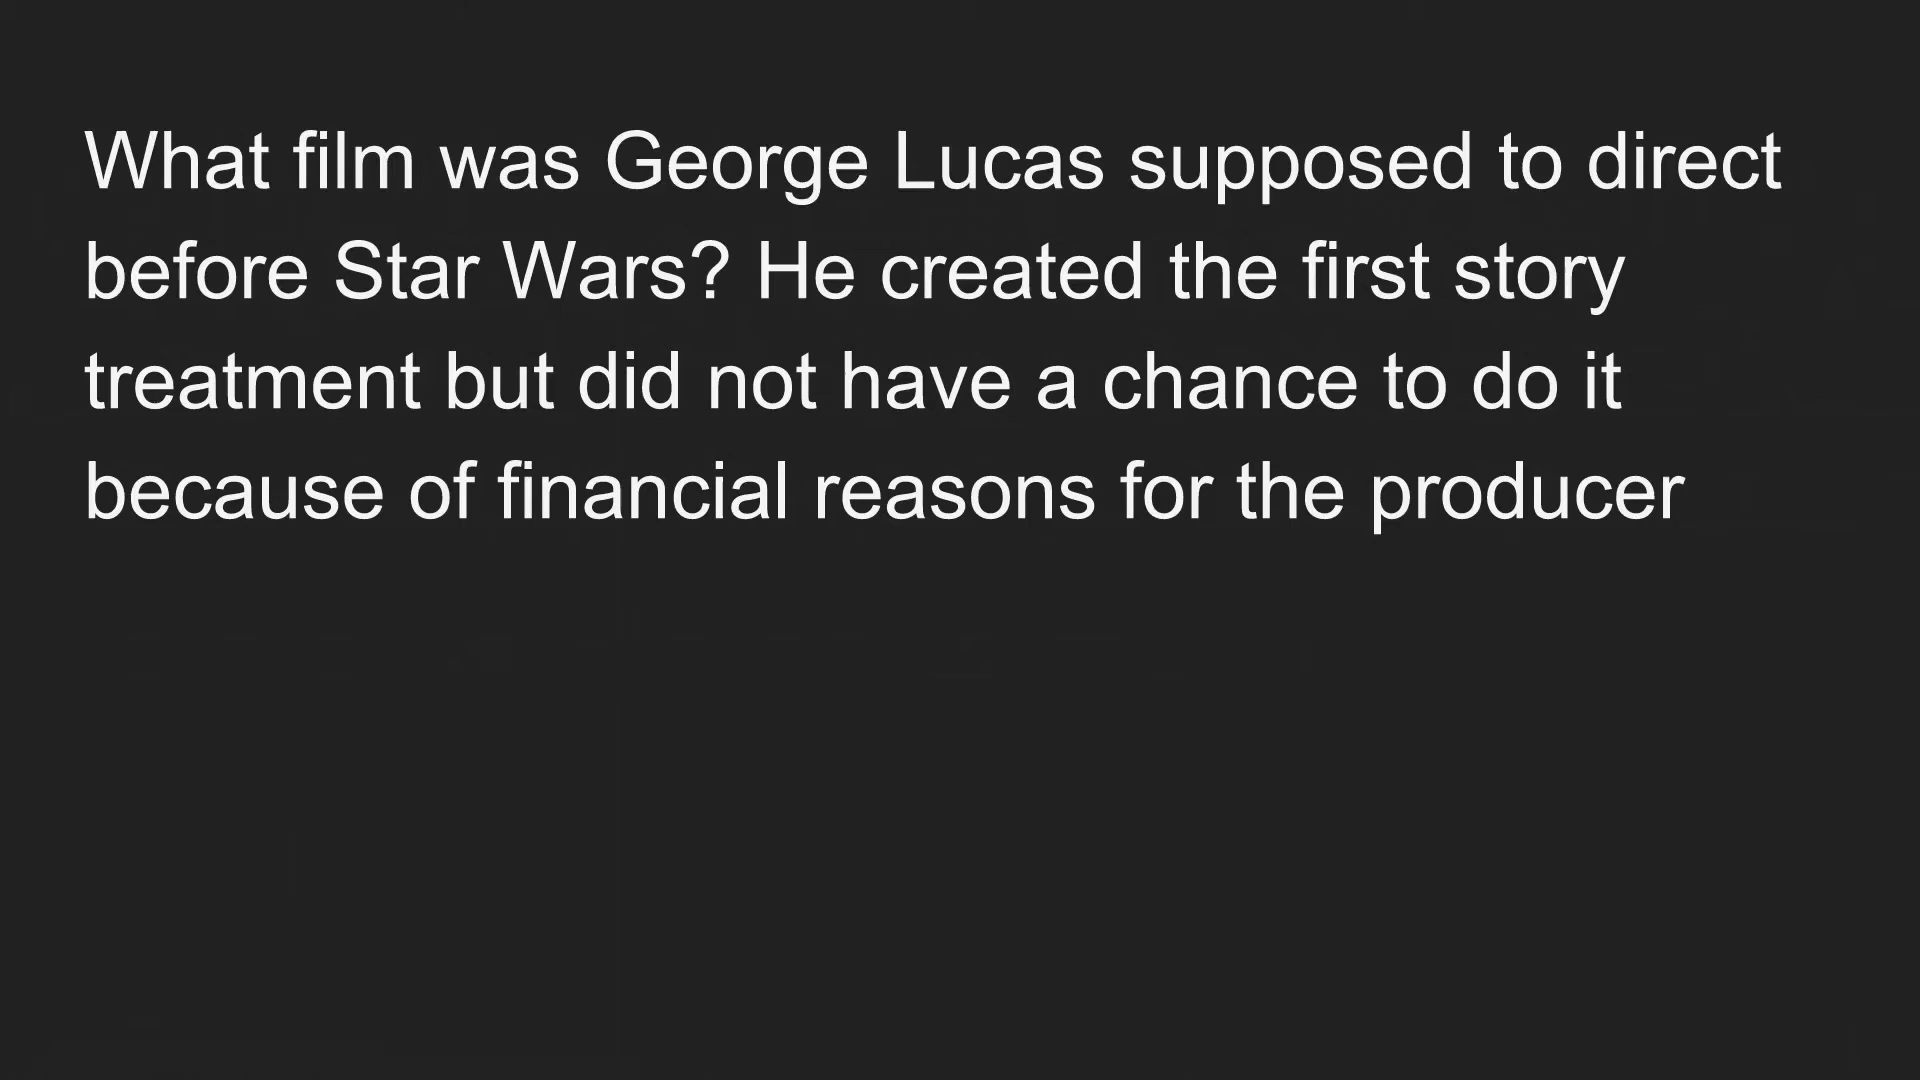 What film was George Lucas supposed to direct
before Star Wars? He created the first story
treatment but did not have a chance to do it
because of financial reasons for the producer